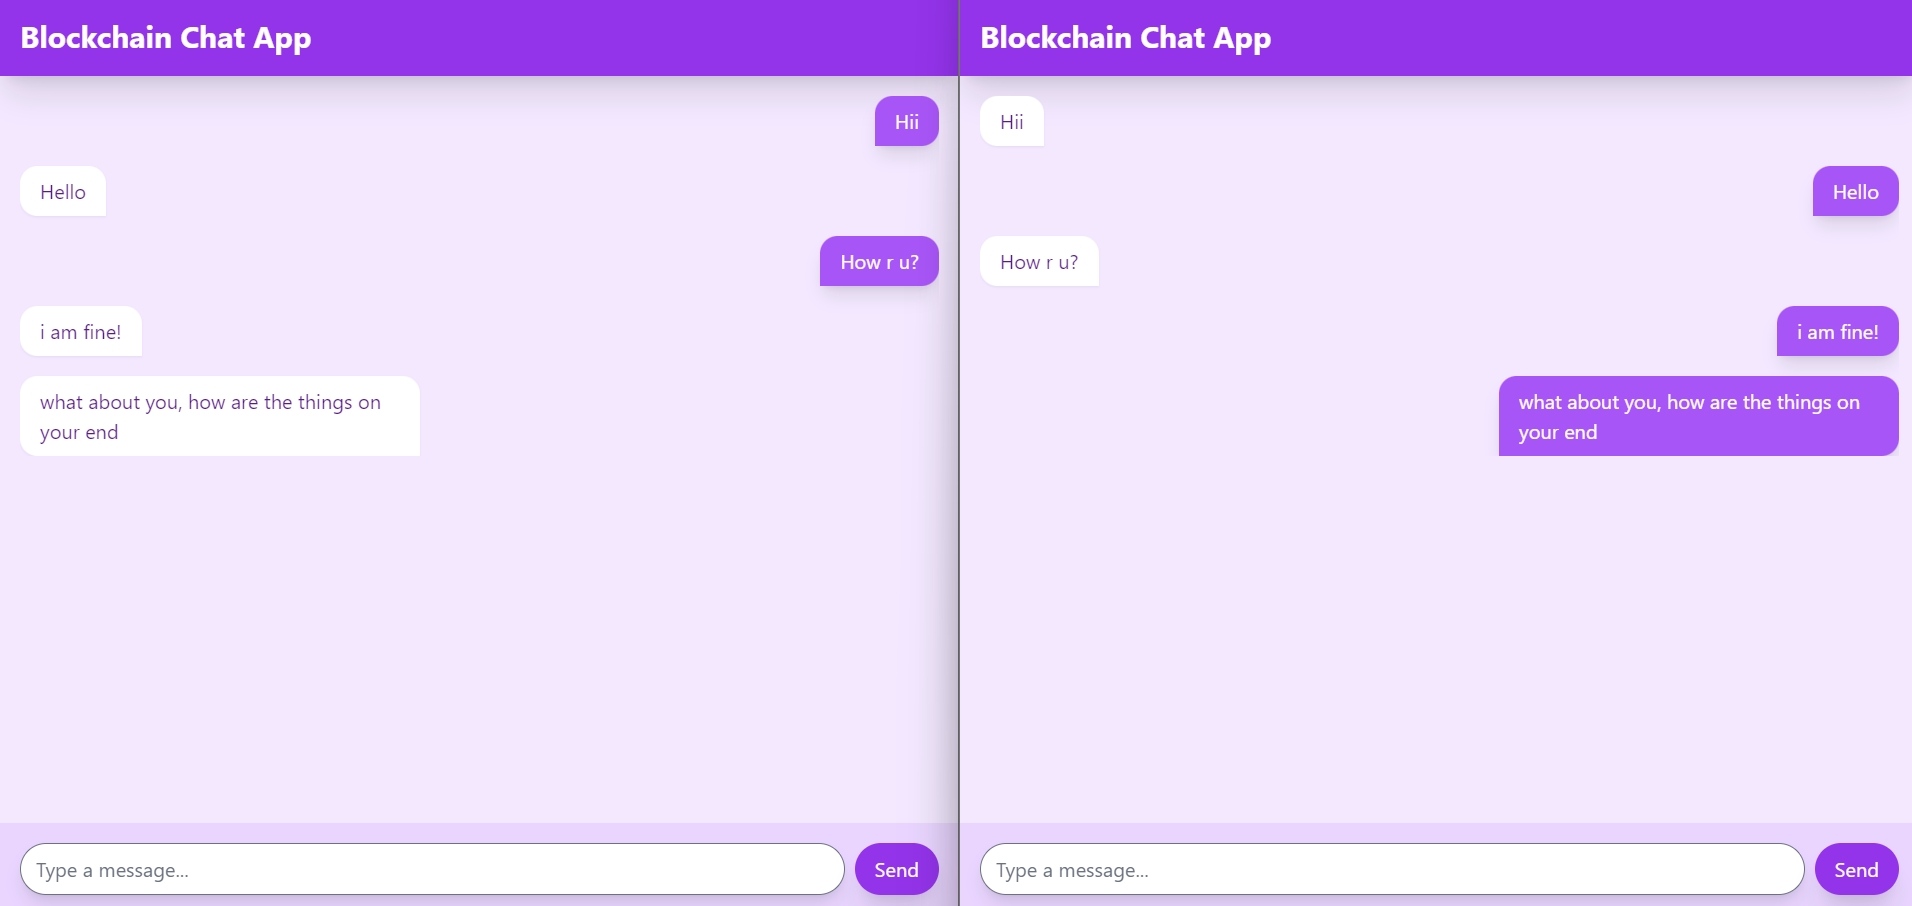 Blockchain Chat App
Hii
Hello
How r u?
i am fine!
what about you, how are the things on
your end
Type a message...
Send
Blockchain Chat App
Hii
Hello
How r u?
i am fine!
what about you, how are the things on
your end
Type a message...
Send